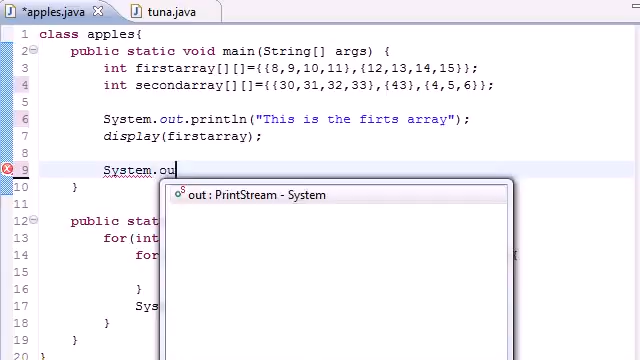 *apples.java tuna.java
1 class apples{
2 public static void main(String[] args) {
3 int firstarray[][]={{8,9,10,11},{12,13,14,15}};
4 int secondarray[][]={{30,31,32,33},{43},{4,5,6}};
5
6 System.out.println("This is the firts array");
7 display(firstarray);
8
9 System.ou
out : PrintStream - System
10 }
11
12 public stat
13 for(int
14 for {
15
16 }
17 Sys
18 }
19 }
20 }